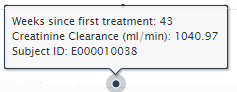 Weeks since first treatment: 43
Creatinine Clearance (ml/min): 1040.97
Subject ID: E000010038